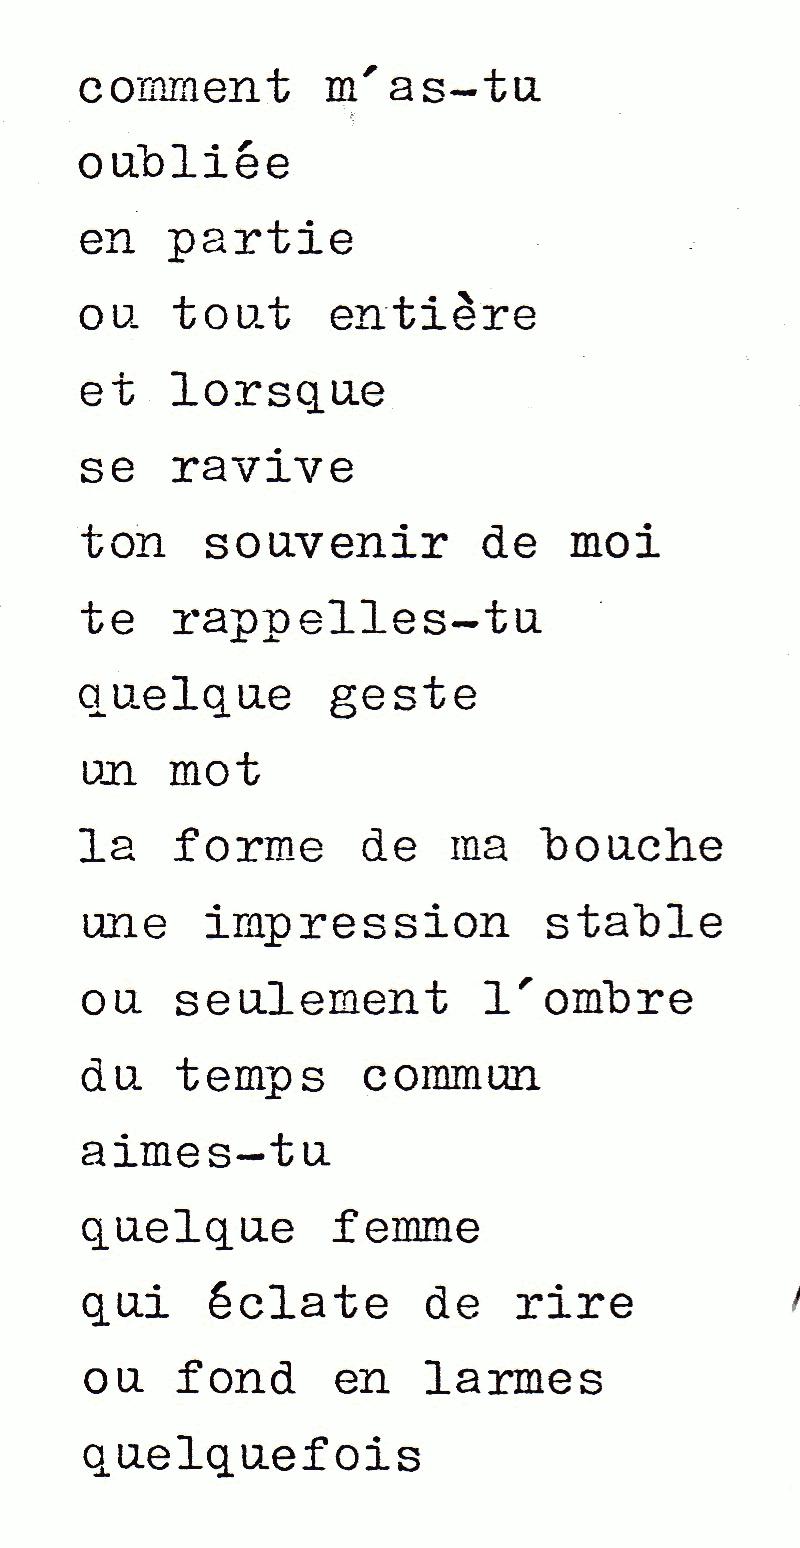 comment m'as-tu
oubliée
en partie
ou tout entière
et lorsque
se ravive
ton souvenir de moi
te rappelles-tu
quelque geste
un mot
la forme de ma bouche
une impression stable
ou seulement l'ombre
du temps commun
aimes-tu
quelque femme
qui éclate de rire
ou fond en larmes
quelquefois